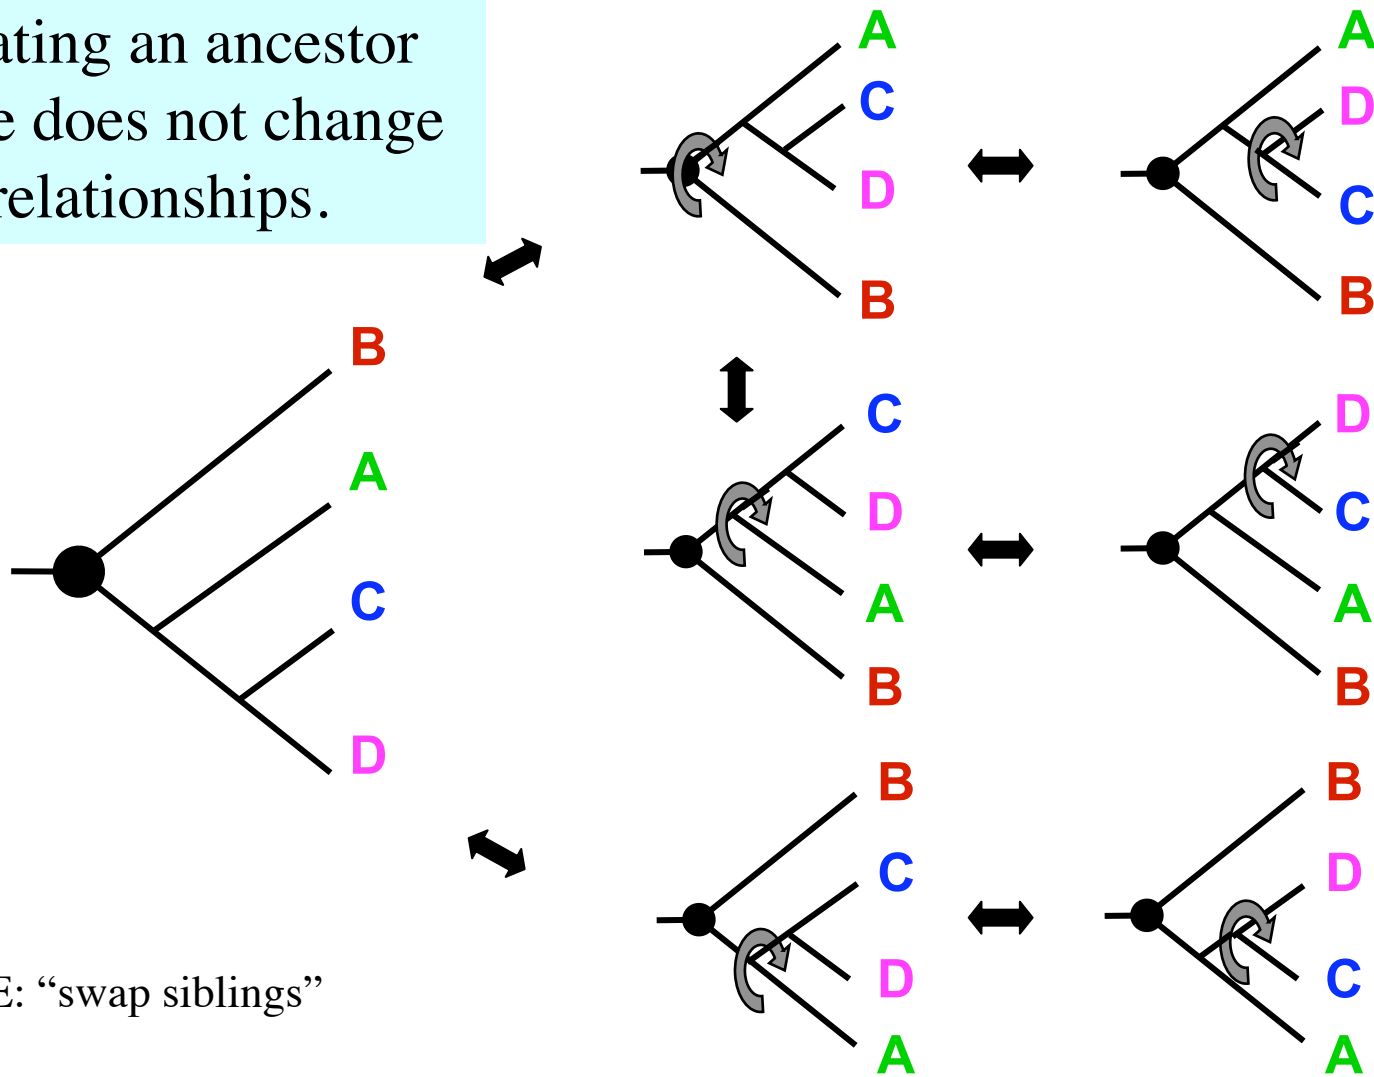 ating an ancestor
e does not change
relationships.
A
C
D
B
A
D
C
B
B
A
C
D
C
D
A
B
D
C
A
B
B
C
D
A
B
D
C
A
E: “swap siblings”